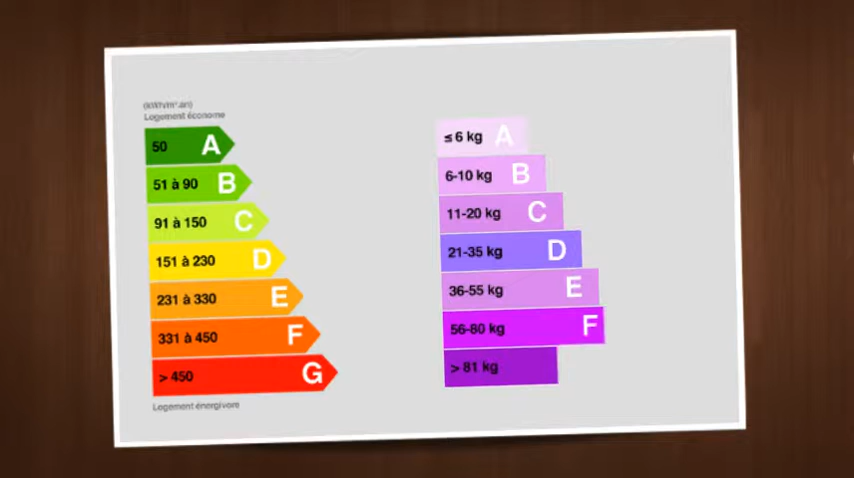 (kWh/m².an)
Logement économe
50 A
51 à 90 B
91 à 150 C
151 à 230 D
231 à 330 E
331 à 450 F
> 450 G
Logement énergivore
≤ 6 kg A
6-10 kg B
11-20 kg C
21-35 kg D
36-55 kg E
56-80 kg F
> 81 kg